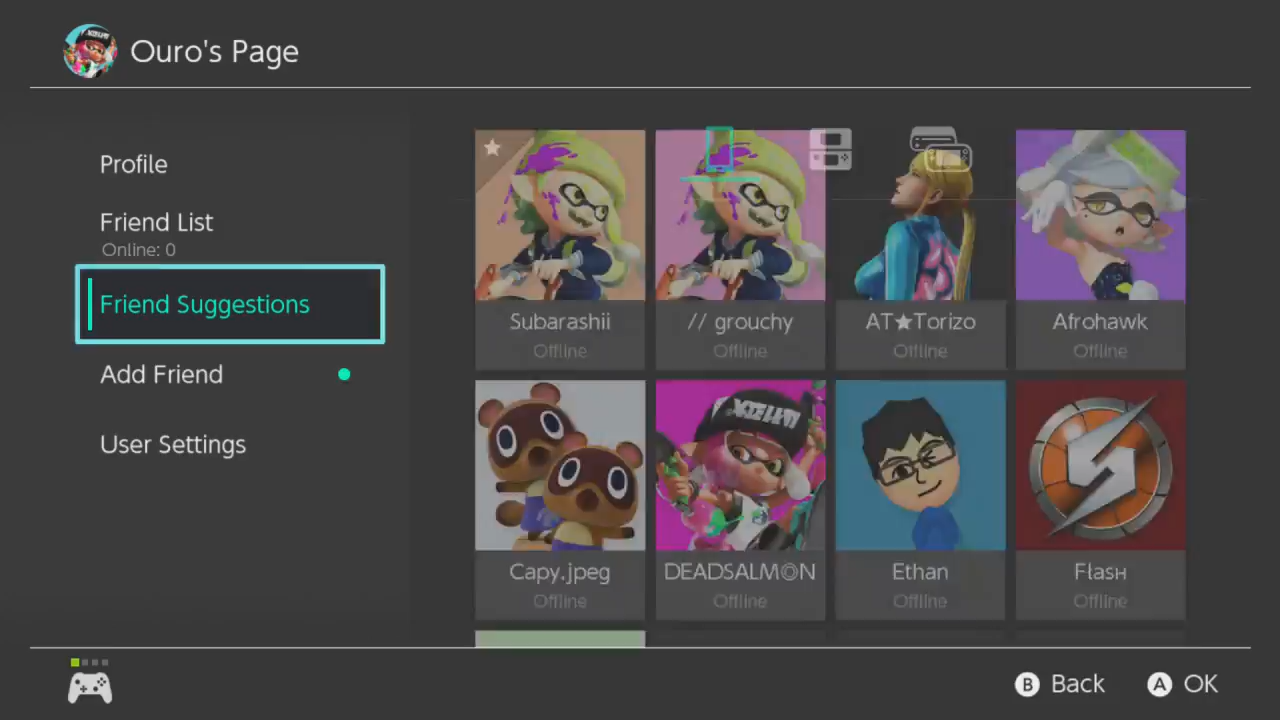 Ouro's Page
Profile
Friend List
Online: 0
Friend Suggestions
Add Friend
User Settings
Subarashii
Offline
// grouchy
Offline
AT★Torizo
Offline
Afrohawk
Offline
Capy.jpeg
Offline
DEADSALM◎N
Offline
Ethan
Offline
Flasн
Offline
B Back
A OK